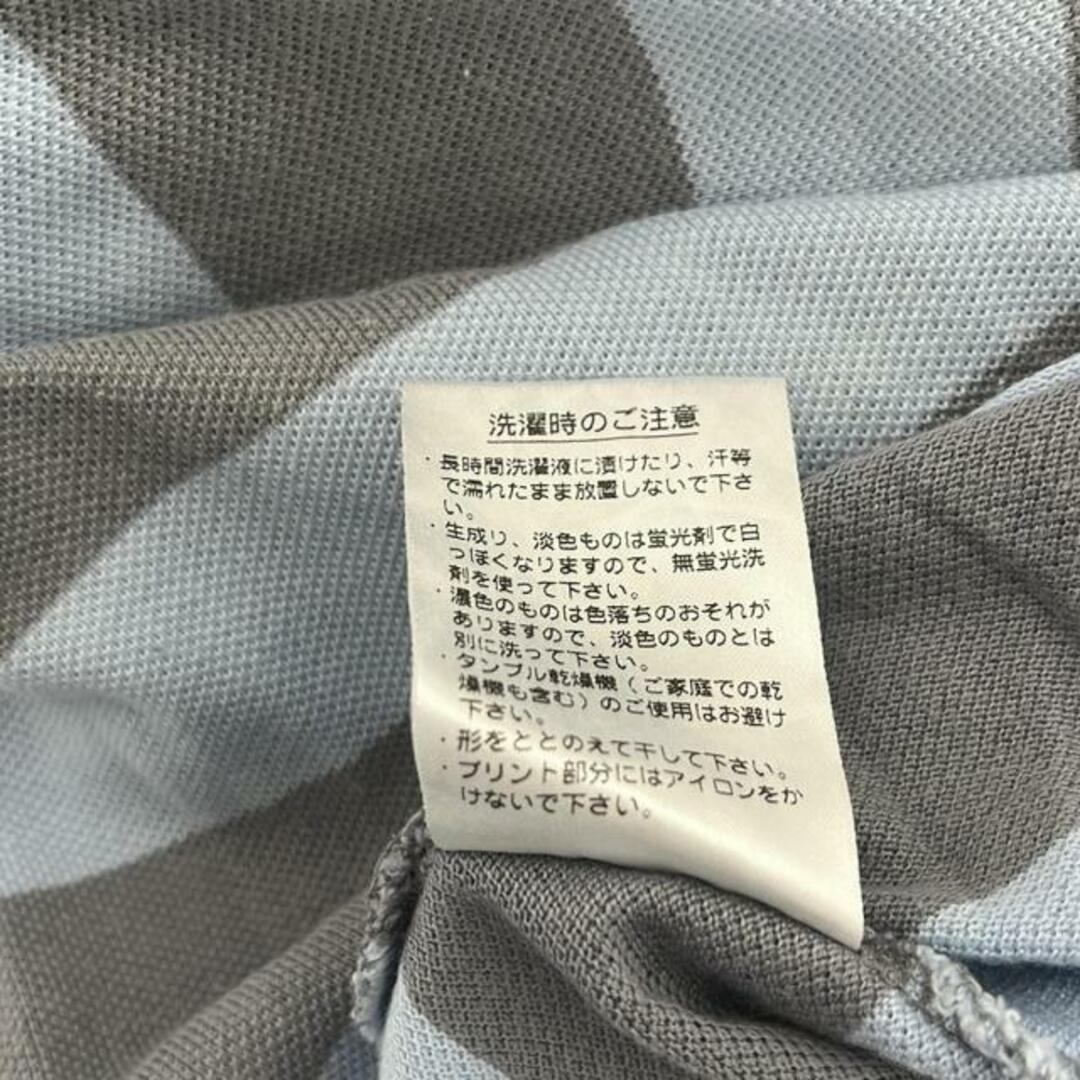 洗濯時のご注意
・長時間洗濯液に漬けたり、汗等
で濡れたまま放置しないで下さ
い。
・生成り、淡色ものは蛍光剤で白
っぽくなりますので、無蛍光洗
剤を使って下さい。
・濃色のものは色落ちのおそれが
ありますので、淡色のものとは
別に洗って下さい。
・タンブル乾燥機（ご家庭での乾
燥機も含む）のご使用はお避け
下さい。
・形をととのえて干して下さい。
・プリント部分にはアイロンをか
けないで下さい。